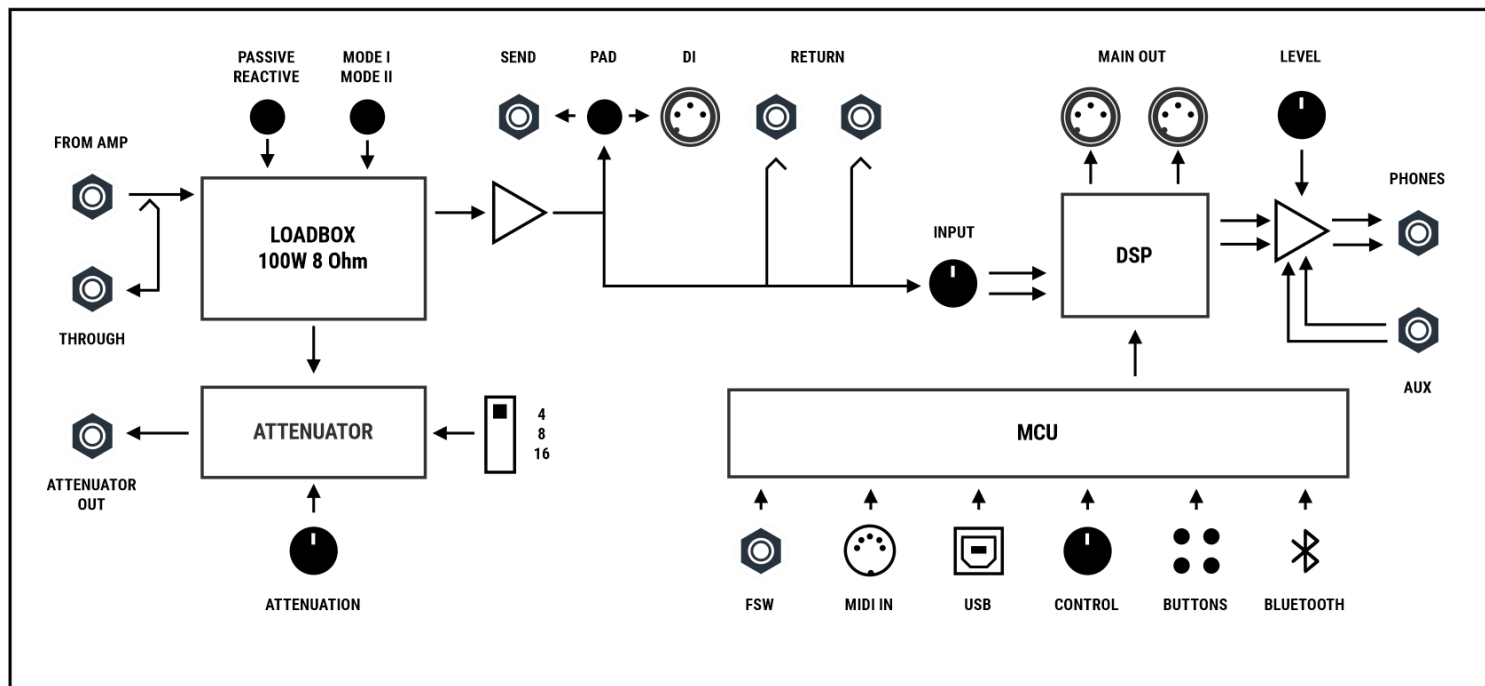 PASSIVE
REACTIVE
MODE I
MODE II
SEND
PAD
DI
RETURN
MAIN OUT
LEVEL
FROM AMP
PHONES
LOADBOX
100W 8 Ohm
INPUT
DSP
THROUGH
AUX
ATTENUATOR
4
8
16
MCU
ATTENUATOR
OUT
ATTENUATION
FSW
MIDI IN
USB
CONTROL
BUTTONS
BLUETOOTH